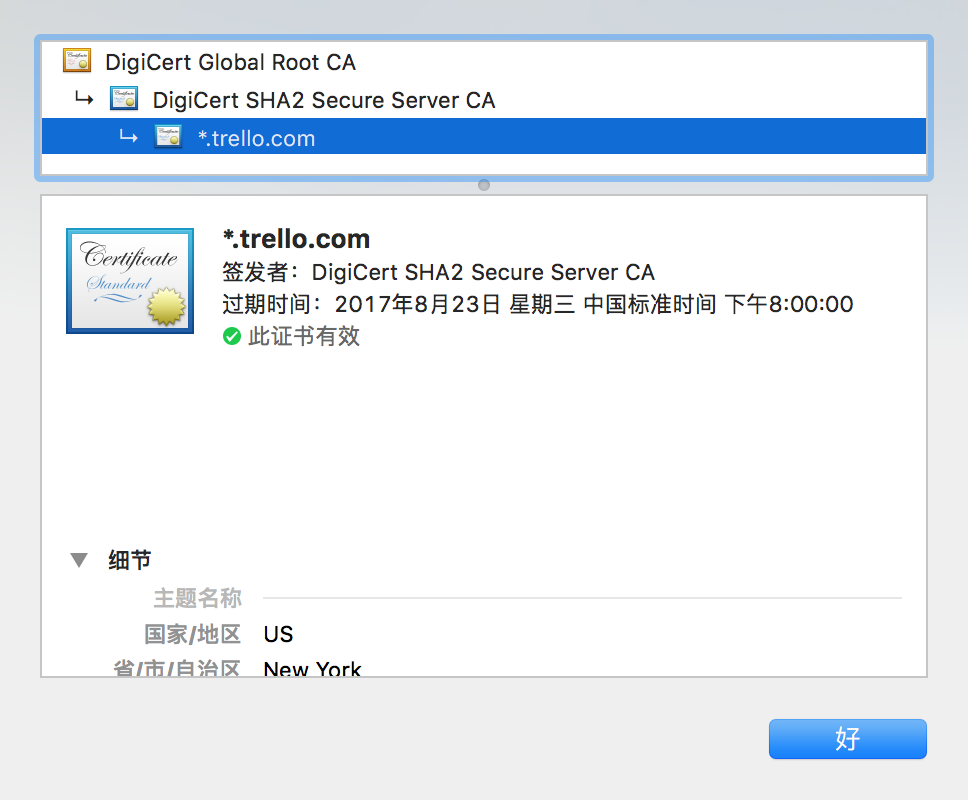 DigiCert Global Root CA
DigiCert SHA2 Secure Server CA
*.trello.com
Certificate
Standard
*.trello.com
签发者：DigiCert SHA2 Secure Server CA
过期时间：2017年8月23日 星期三 中国标准时间 下午8:00:00
此证书有效
细节
主题名称
国家/地区 US
省/市/自治区 New York
好